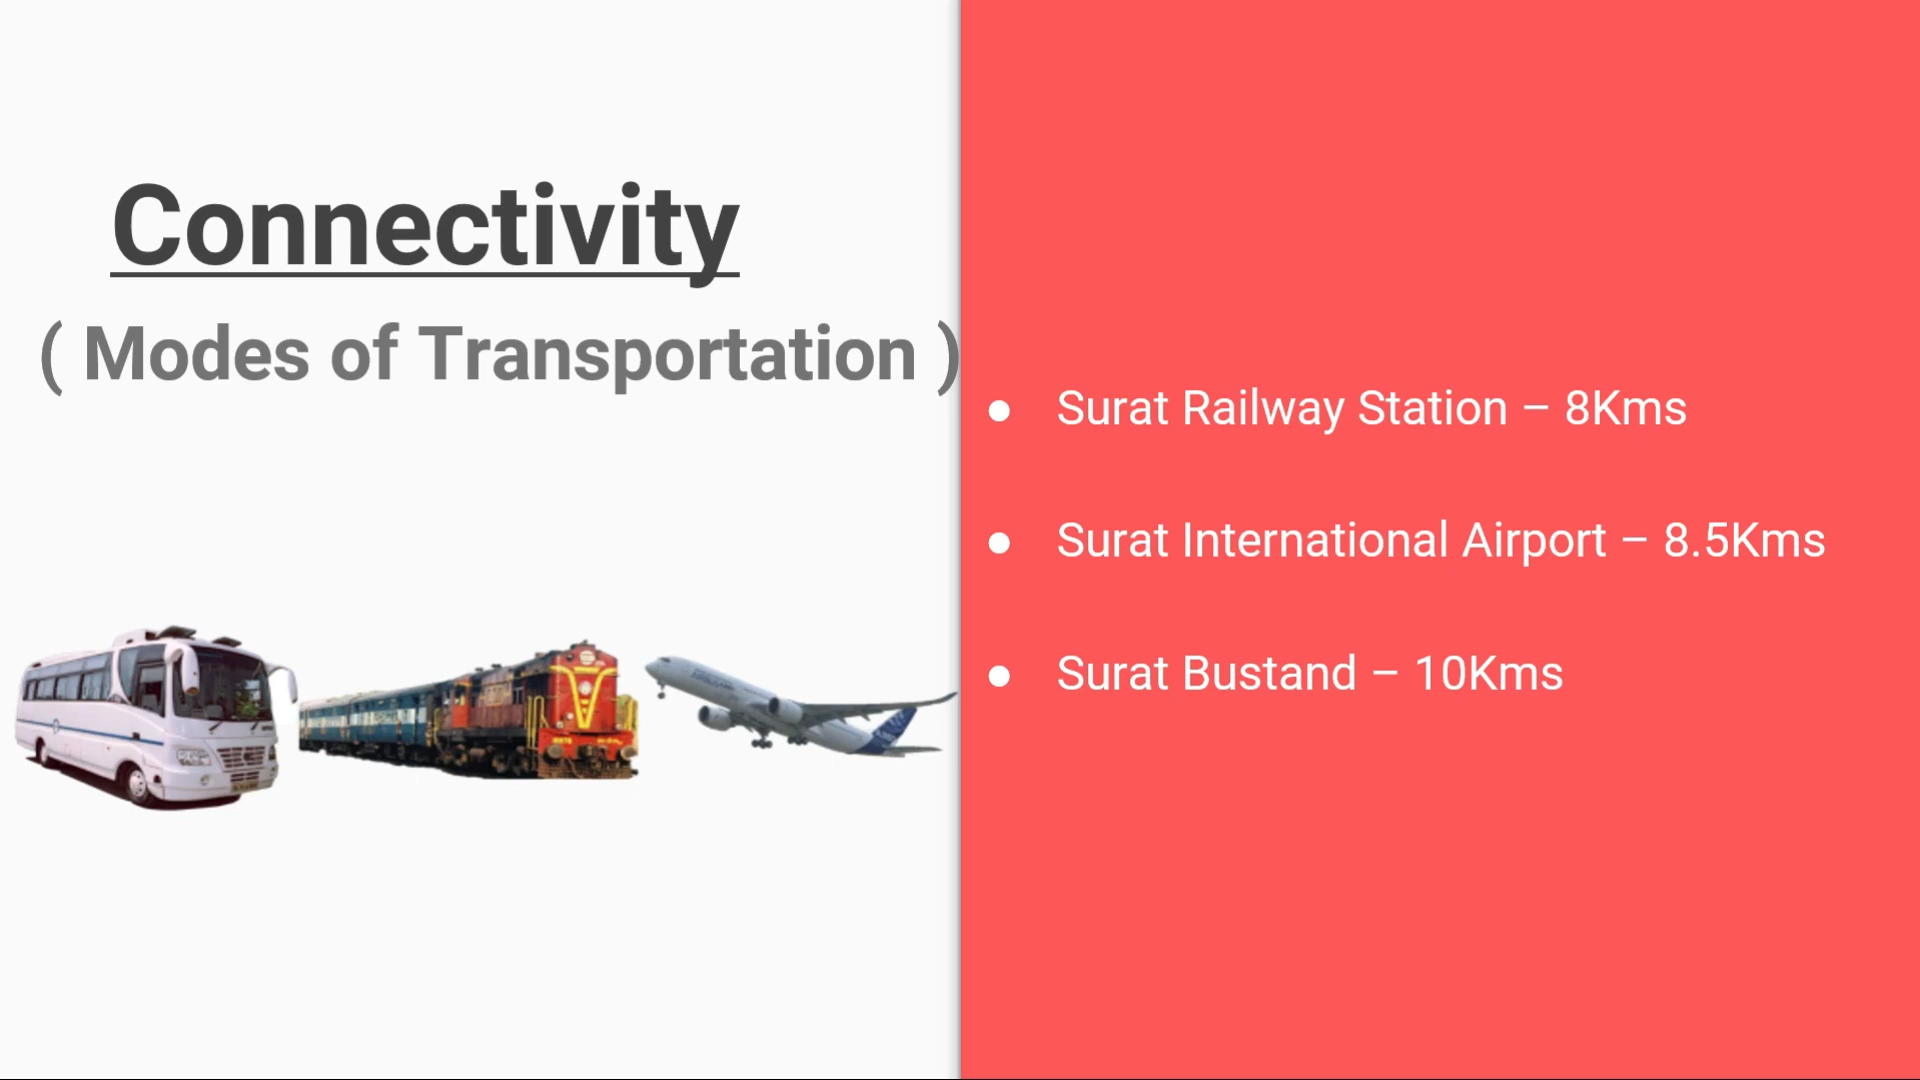 Connectivity
( Modes of Transportation )
● Surat Railway Station – 8Kms
● Surat International Airport – 8.5Kms
● Surat Bustand – 10Kms